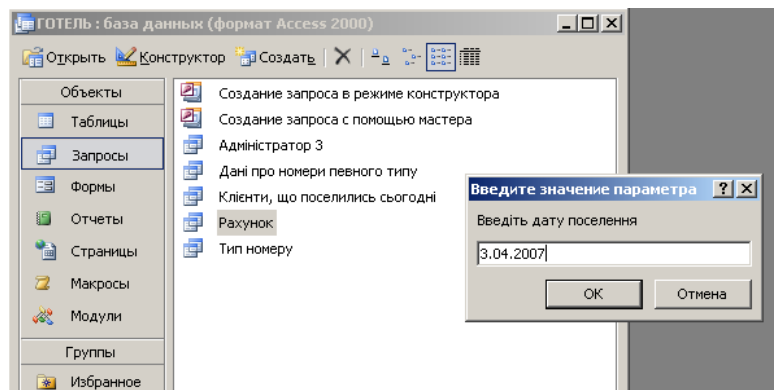 ГОТЕЛЬ : база данных (формат Access 2000)
Открыть Конструктор Создать
Объекты
Таблицы
Запросы
Формы
Отчеты
Страницы
Макросы
Модули
Группы
Избранное
Создание запроса в режиме конструктора
Создание запроса с помощью мастера
Адміністратор 3
Дані про номери певного типу
Клієнти, що поселились сьогодні
Рахунок
Тип номеру
Введите значение параметра
Введіть дату поселення
3.04.2007
ОК Отмена